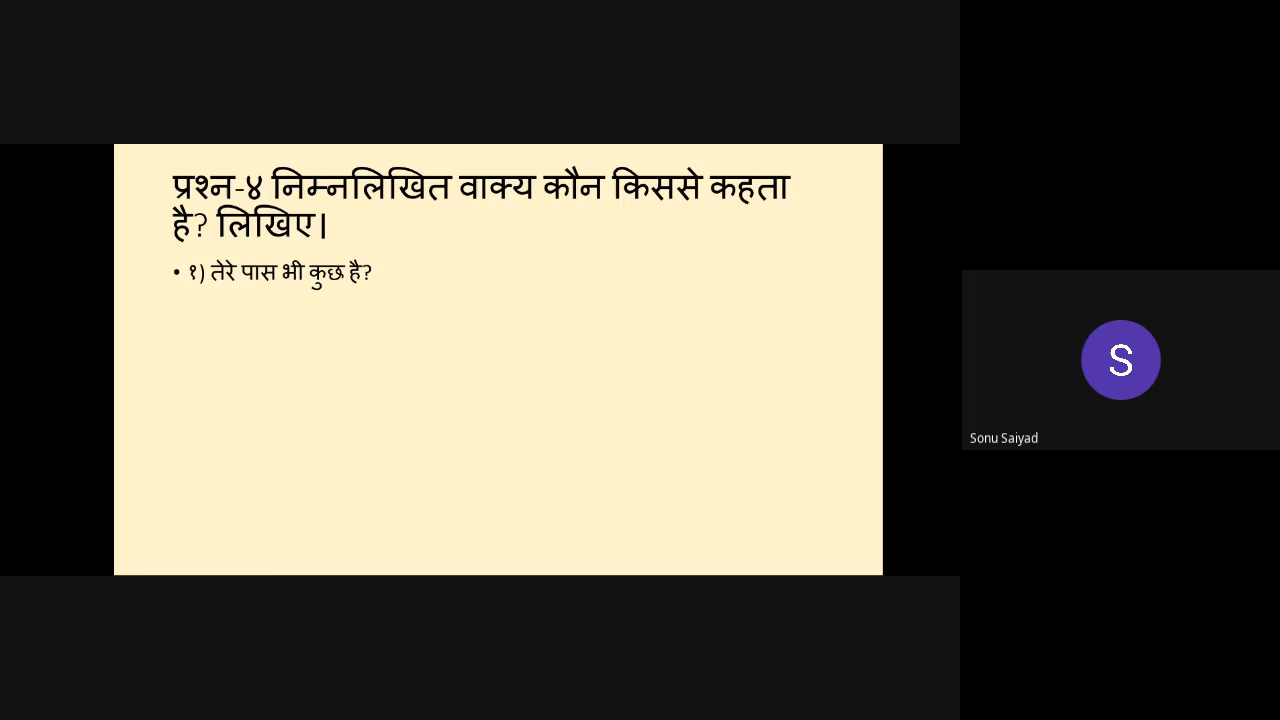 प्रश्न-४ निम्नलिखित वाक्य कौन किससे कहता
है? लिखिए।
• १) तेरे पास भी कुछ है?
S
Sonu Saiyad